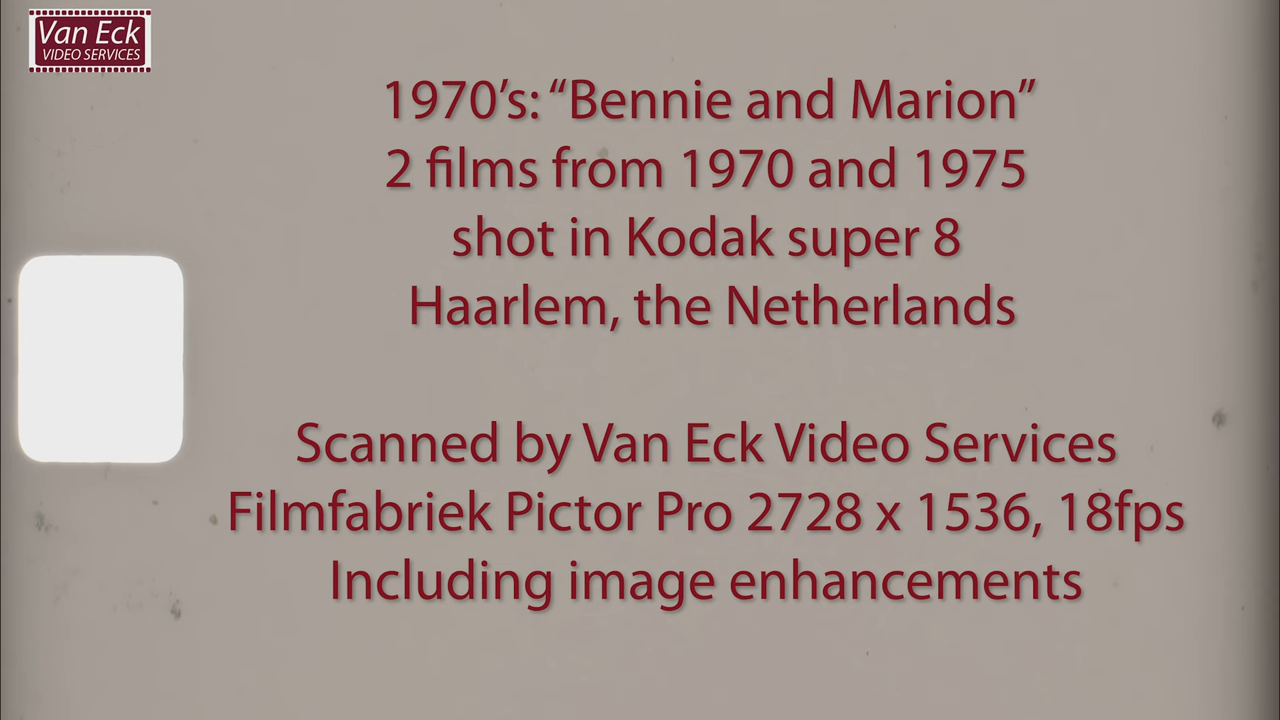 Van Eck
VIDEO SERVICES
1970’s: “Bennie and Marion”
2 films from 1970 and 1975
shot in Kodak super 8
Haarlem, the Netherlands
Scanned by Van Eck Video Services
Filmfabriek Pictor Pro 2728 x 1536, 18fps
Including image enhancements